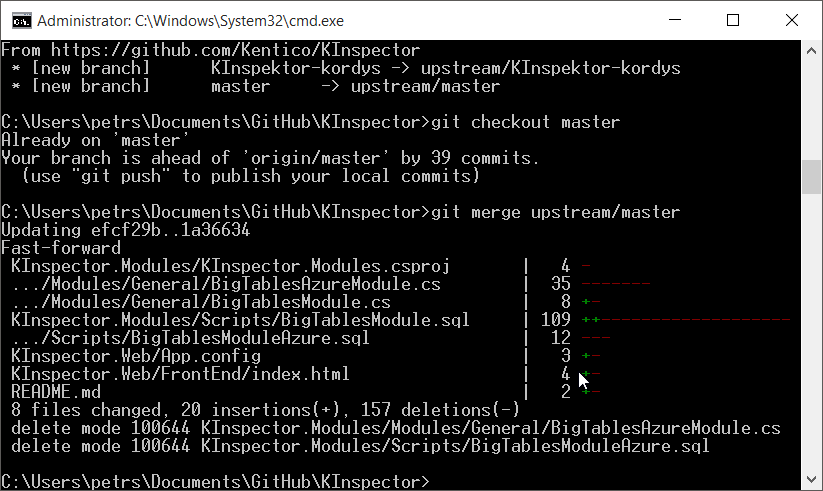 Administrator: C:\Windows\System32\cmd.exe
From https://github.com/Kentico/KInspector
 * [new branch]      KInspektor-kordys -> upstream/KInspektor-kordys
 * [new branch]      master     -> upstream/master
C:\Users\petrs\Documents\GitHub\KInspector>git checkout master
Already on 'master'
Your branch is ahead of 'origin/master' by 39 commits.
  (use "git push" to publish your local commits)
C:\Users\petrs\Documents\GitHub\KInspector>git merge upstream/master
Updating efcf29b..1a36634
Fast-forward
 KInspector.Modules/KInspector.Modules.csproj       |   4 -
 .../Modules/General/BigTablesAzureModule.cs        |  35 -------
 .../Modules/General/BigTablesModule.cs             |   8 +-
 KInspector.Modules/Scripts/BigTablesModule.sql     | 109 ++-------------------
 .../Scripts/BigTablesModuleAzure.sql               |  12 ---
 KInspector.Web/App.config                          |   3 +-
 KInspector.Web/FrontEnd/index.html                 |   4 +-
 README.md                                          |   2 +-
 8 files changed, 20 insertions(+), 157 deletions(-)
 delete mode 100644 KInspector.Modules/Modules/General/BigTablesAzureModule.cs
 delete mode 100644 KInspector.Modules/Scripts/BigTablesModuleAzure.sql
C:\Users\petrs\Documents\GitHub\KInspector>